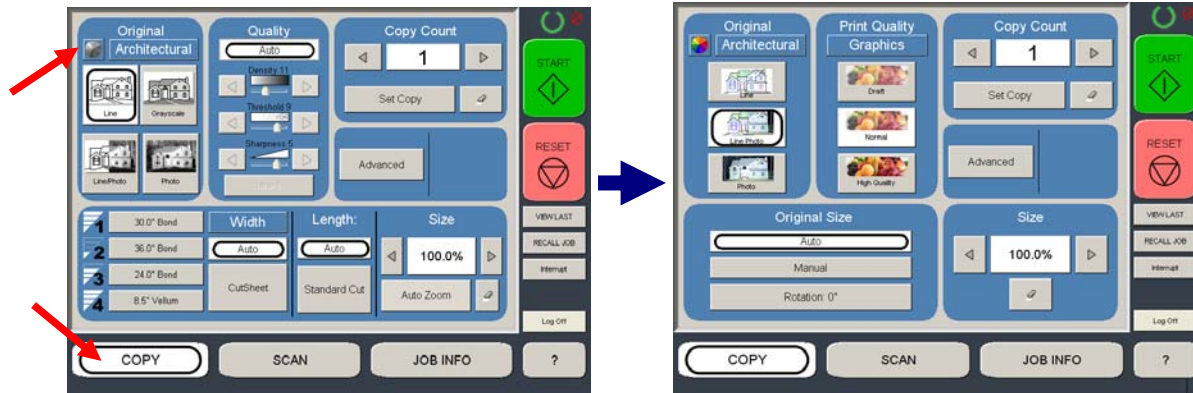 Original
Architectural
Line
Grayscale
Line/Photo
Photo
Quality
Auto
Density 11
Threshold 9
Sharpness 5
Copy Count
1
Set Copy
Advanced
START
RESET
VIEW LAST
RECALL JOB
Interrupt
Log Off
1 30.0" Bond
2 36.0" Bond
3 24.0" Bond
4 8.5" Vellum
Width
Auto
CutSheet
Length:
Auto
Standard Cut
Size
100.0%
Auto Zoom
COPY
SCAN
JOB INFO
?
Original
Architectural
Line
Line Photo
Photo
Print Quality
Graphics
Draft
Normal
High Quality
Copy Count
1
Set Copy
Advanced
START
RESET
VIEW LAST
RECALL JOB
Interrupt
Log Off
Original Size
Auto
Manual
Rotation: 0°
Size
100.0%
COPY
SCAN
JOB INFO
?